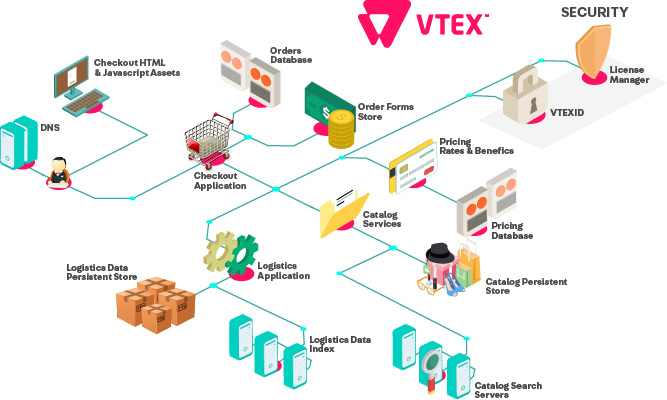 VTEX™
SECURITY
Checkout HTML
& Javascript Assets
Orders
Database
License
Manager
Order Forms
Store
VTEXID
DNS
Pricing
Rates & Benefics
Checkout
Application
Catalog
Services
Pricing
Database
Logistics Data
Persistent Store
Logistics
Application
Catalog Persistent
Store
Logistics Data
Index
Catalog Search
Servers